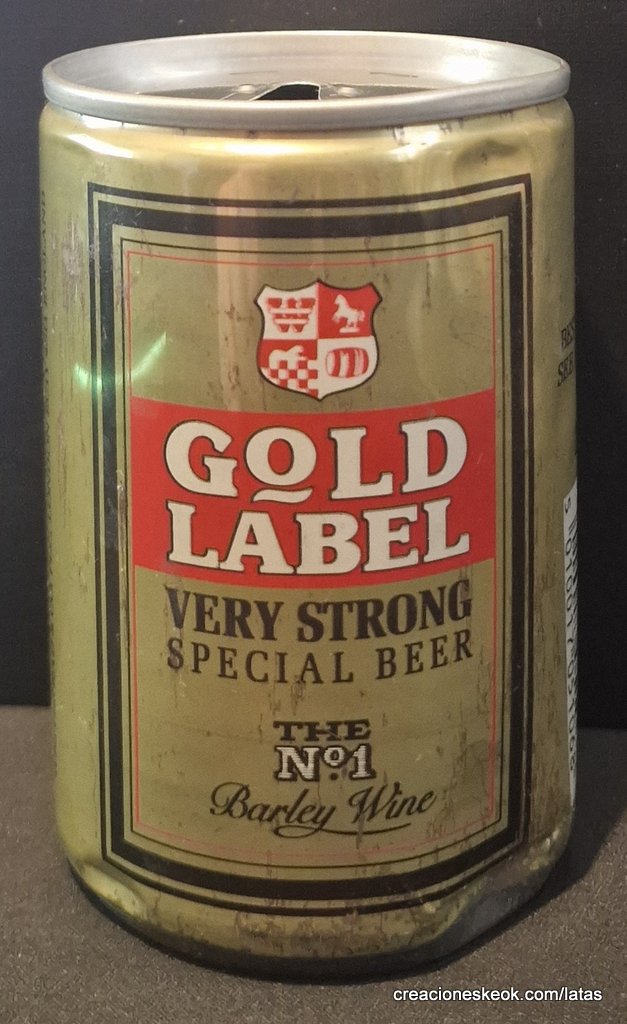 GOLD
LABEL
VERY STRONG
SPECIAL BEER
THE
Nº1
Barley Wine
creacioneskeok.com/latas